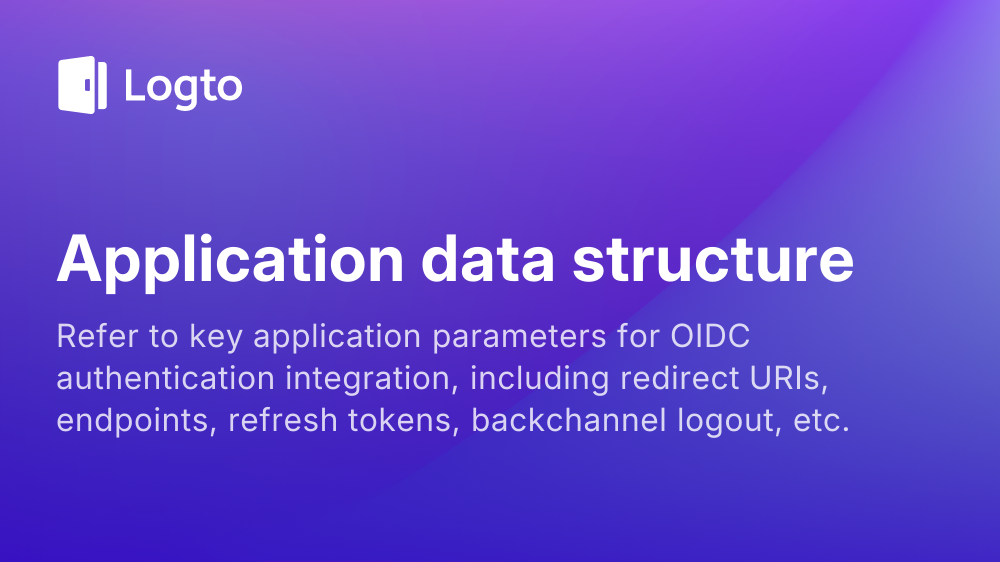 Logto
Application data structure
Refer to key application parameters for OIDC
authentication integration, including redirect URIs,
endpoints, refresh tokens, backchannel logout, etc.